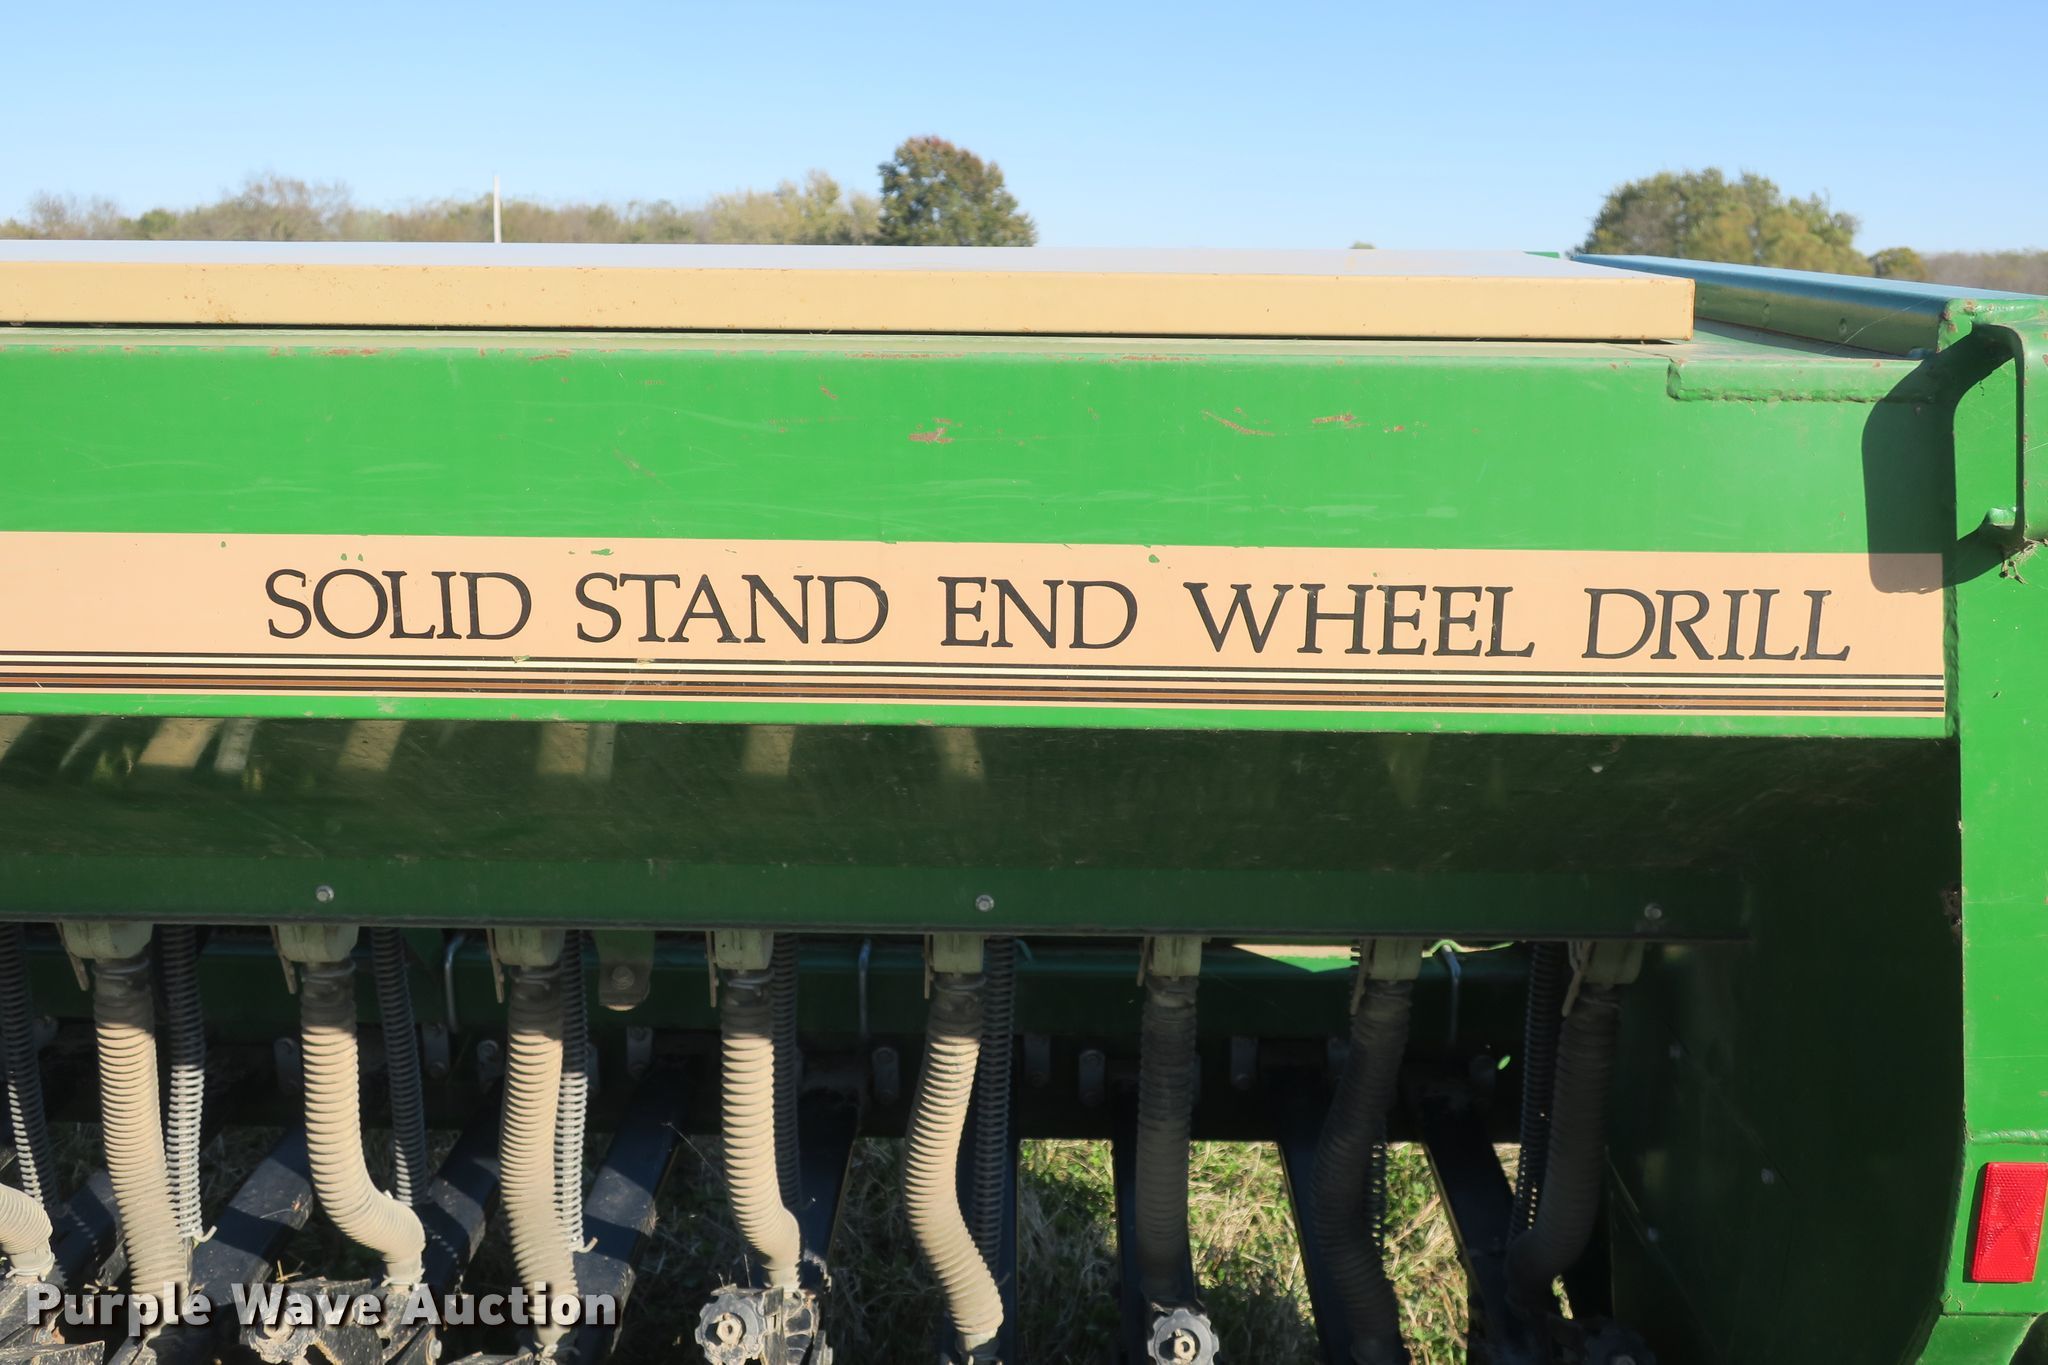 SOLID STAND END WHEEL DRILL
Purple Wave Auction